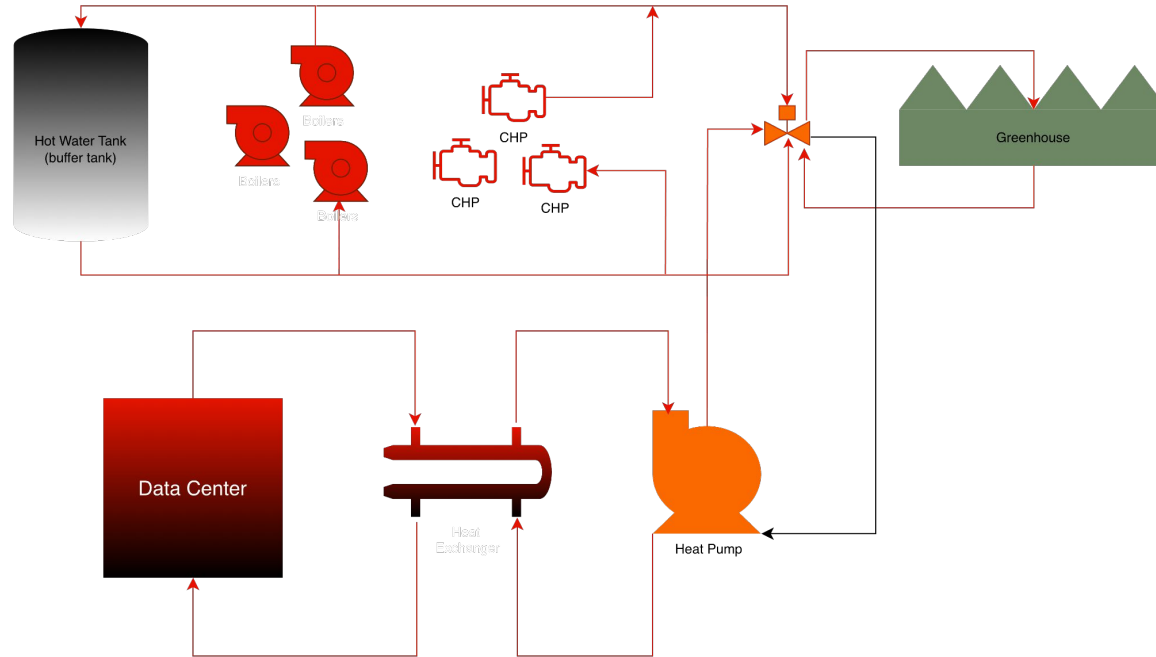 Hot Water Tank
(buffer tank)
Boilers
Boilers
Boilers
CHP
CHP
CHP
Greenhouse
Data Center
Heat
Exchanger
Heat Pump